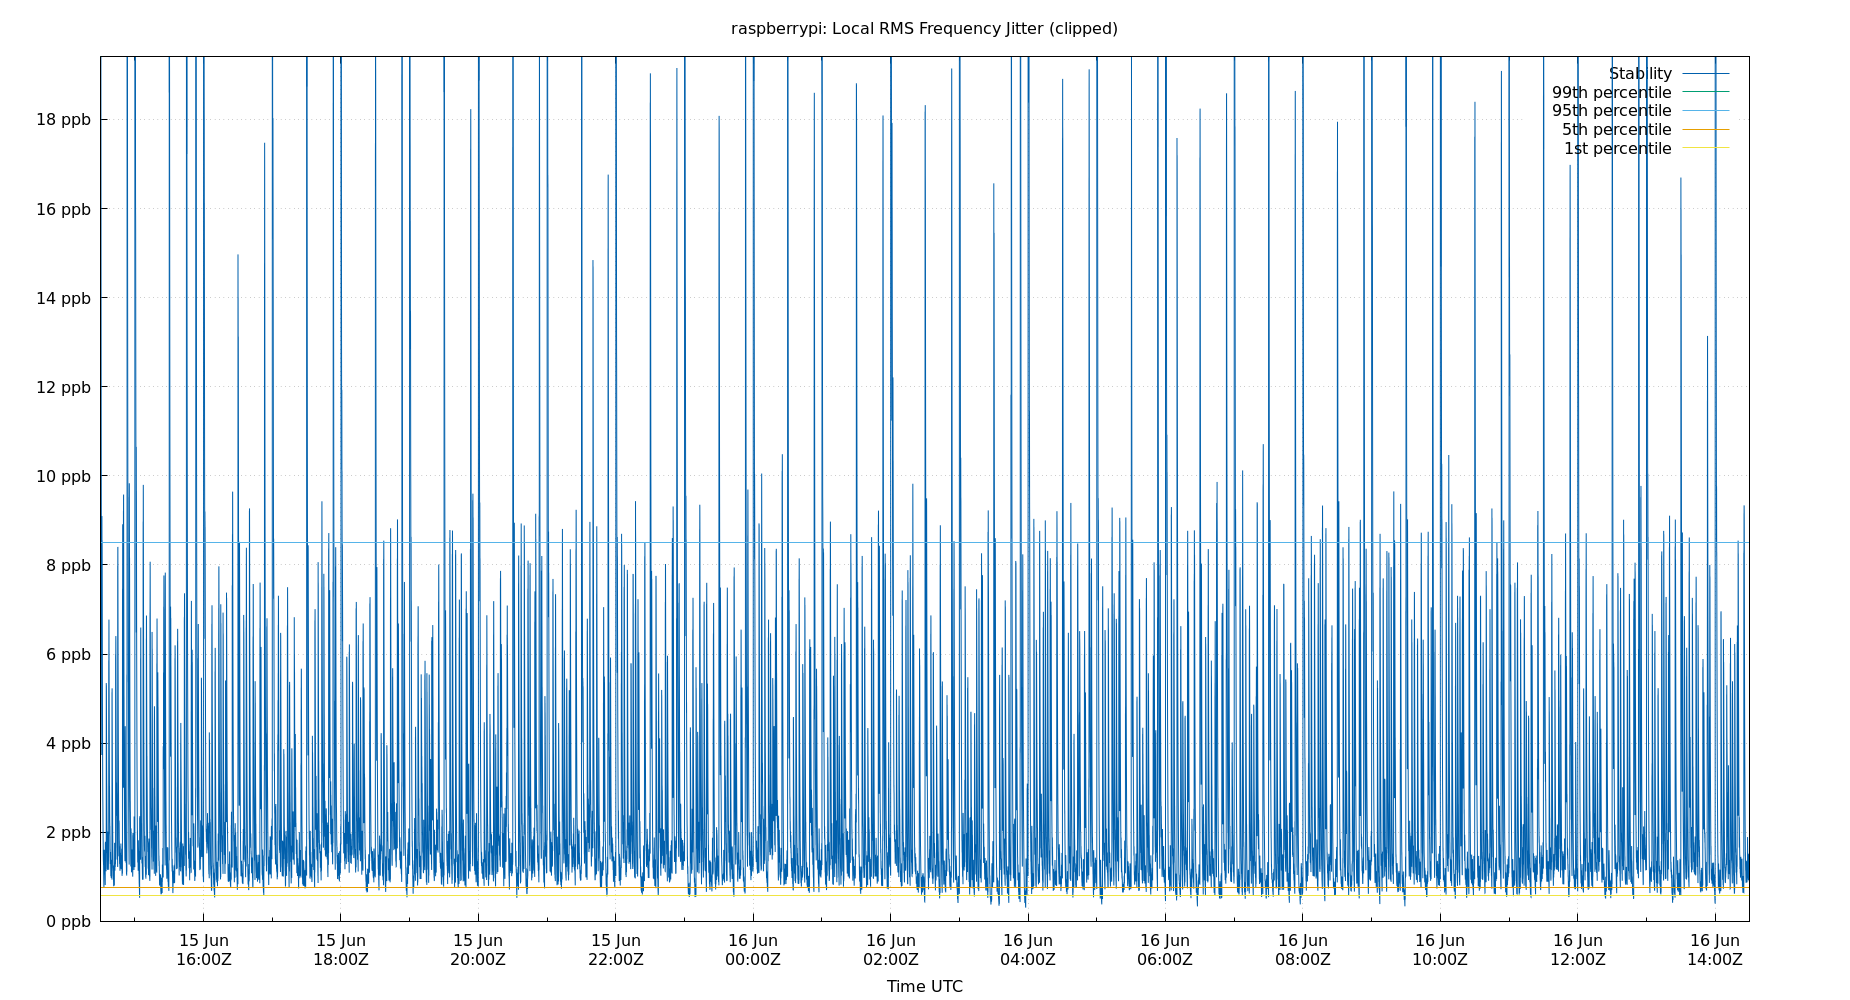 raspberrypi: Local RMS Frequency Jitter (clipped)
Stability
99th percentile
95th percentile
5th percentile
1st percentile
18 ppb
16 ppb
14 ppb
12 ppb
10 ppb
8 ppb
6 ppb
4 ppb
2 ppb
0 ppb
15 Jun 15 Jun 15 Jun 15 Jun 16 Jun 16 Jun 16 Jun 16 Jun 16 Jun 16 Jun 16 Jun 16 Jun
16:00Z 18:00Z 20:00Z 22:00Z 00:00Z 02:00Z 04:00Z 06:00Z 08:00Z 10:00Z 12:00Z 14:00Z
Time UTC